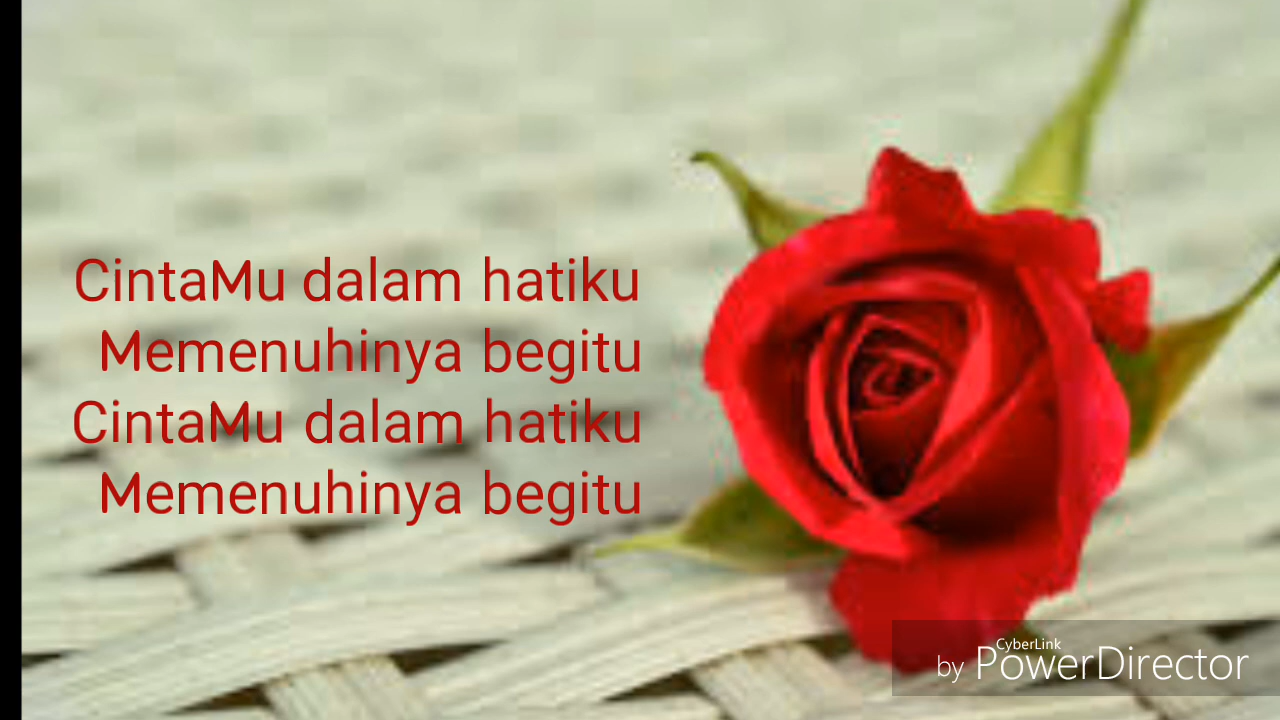 CintaMu dalam hatiku
Memenuhinya begitu
CintaMu dalam hatiku
Memenuhinya begitu
by CyberLink PowerDirector